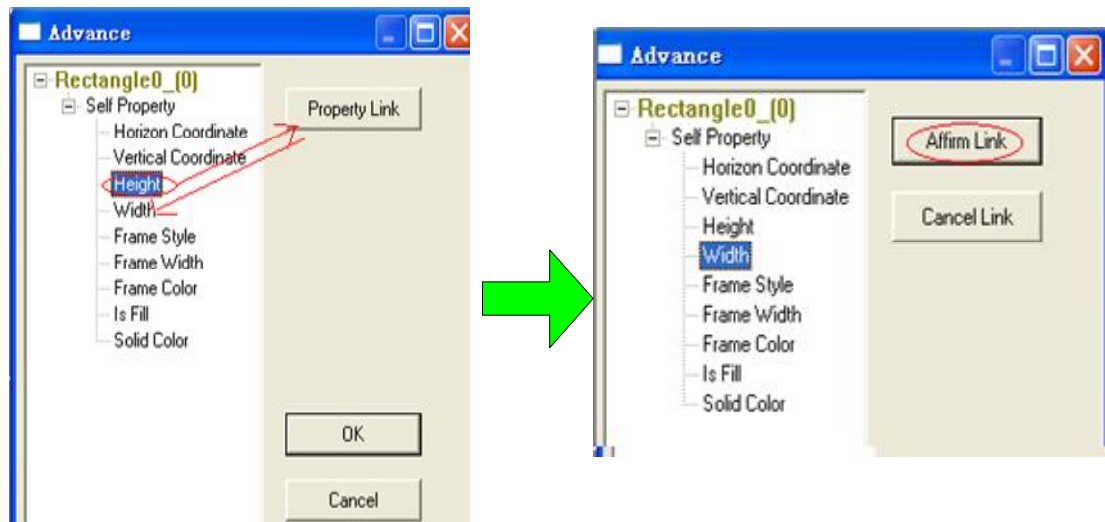 Advance
Rectangle0_(0)
Self Property
Horizon Coordinate
Vertical Coordinate
Height
Width
Frame Style
Frame Width
Frame Color
Is Fill
Solid Color
Property Link
OK
Cancel
Advance
Rectangle0_(0)
Self Property
Horizon Coordinate
Vertical Coordinate
Height
Width
Frame Style
Frame Width
Frame Color
Is Fill
Solid Color
Affirm Link
Cancel Link